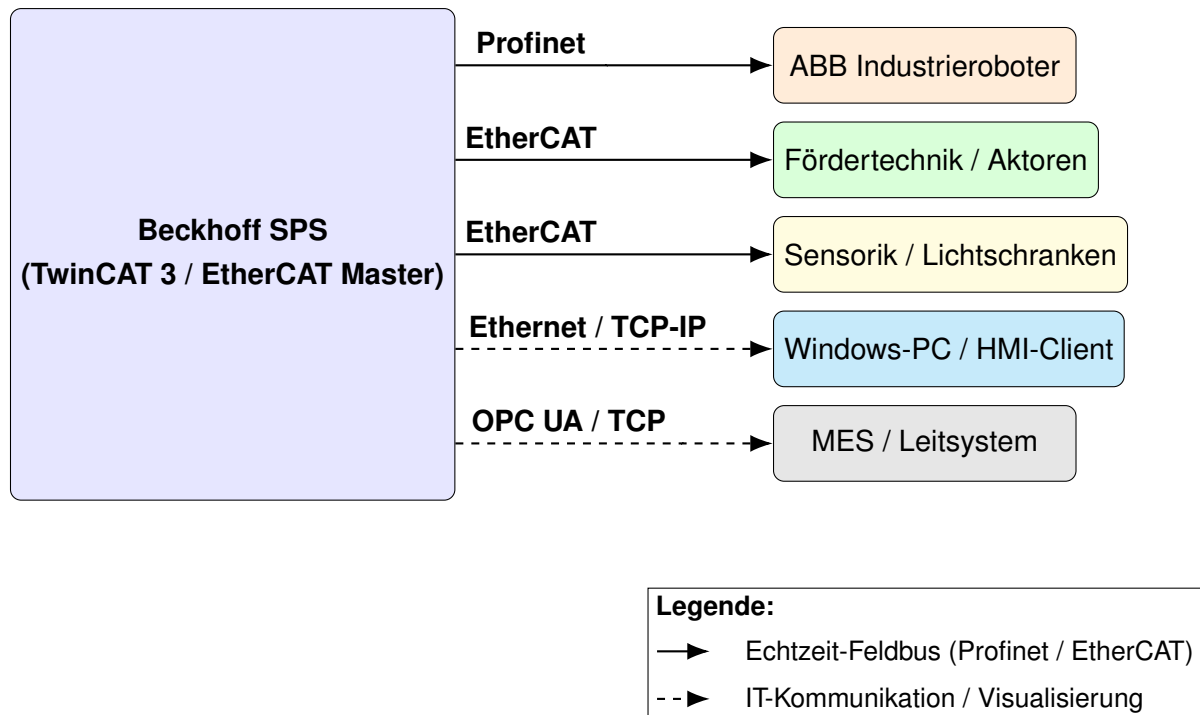 Beckhoff SPS
(TwinCAT 3 / EtherCAT Master)
Profinet
ABB Industrieroboter
EtherCAT
Fördertechnik / Aktoren
EtherCAT
Sensorik / Lichtschranken
Ethernet / TCP-IP
Windows-PC / HMI-Client
OPC UA / TCP
MES / Leitsystem
Legende:
Echtzeit-Feldbus (Profinet / EtherCAT)
IT-Kommunikation / Visualisierung